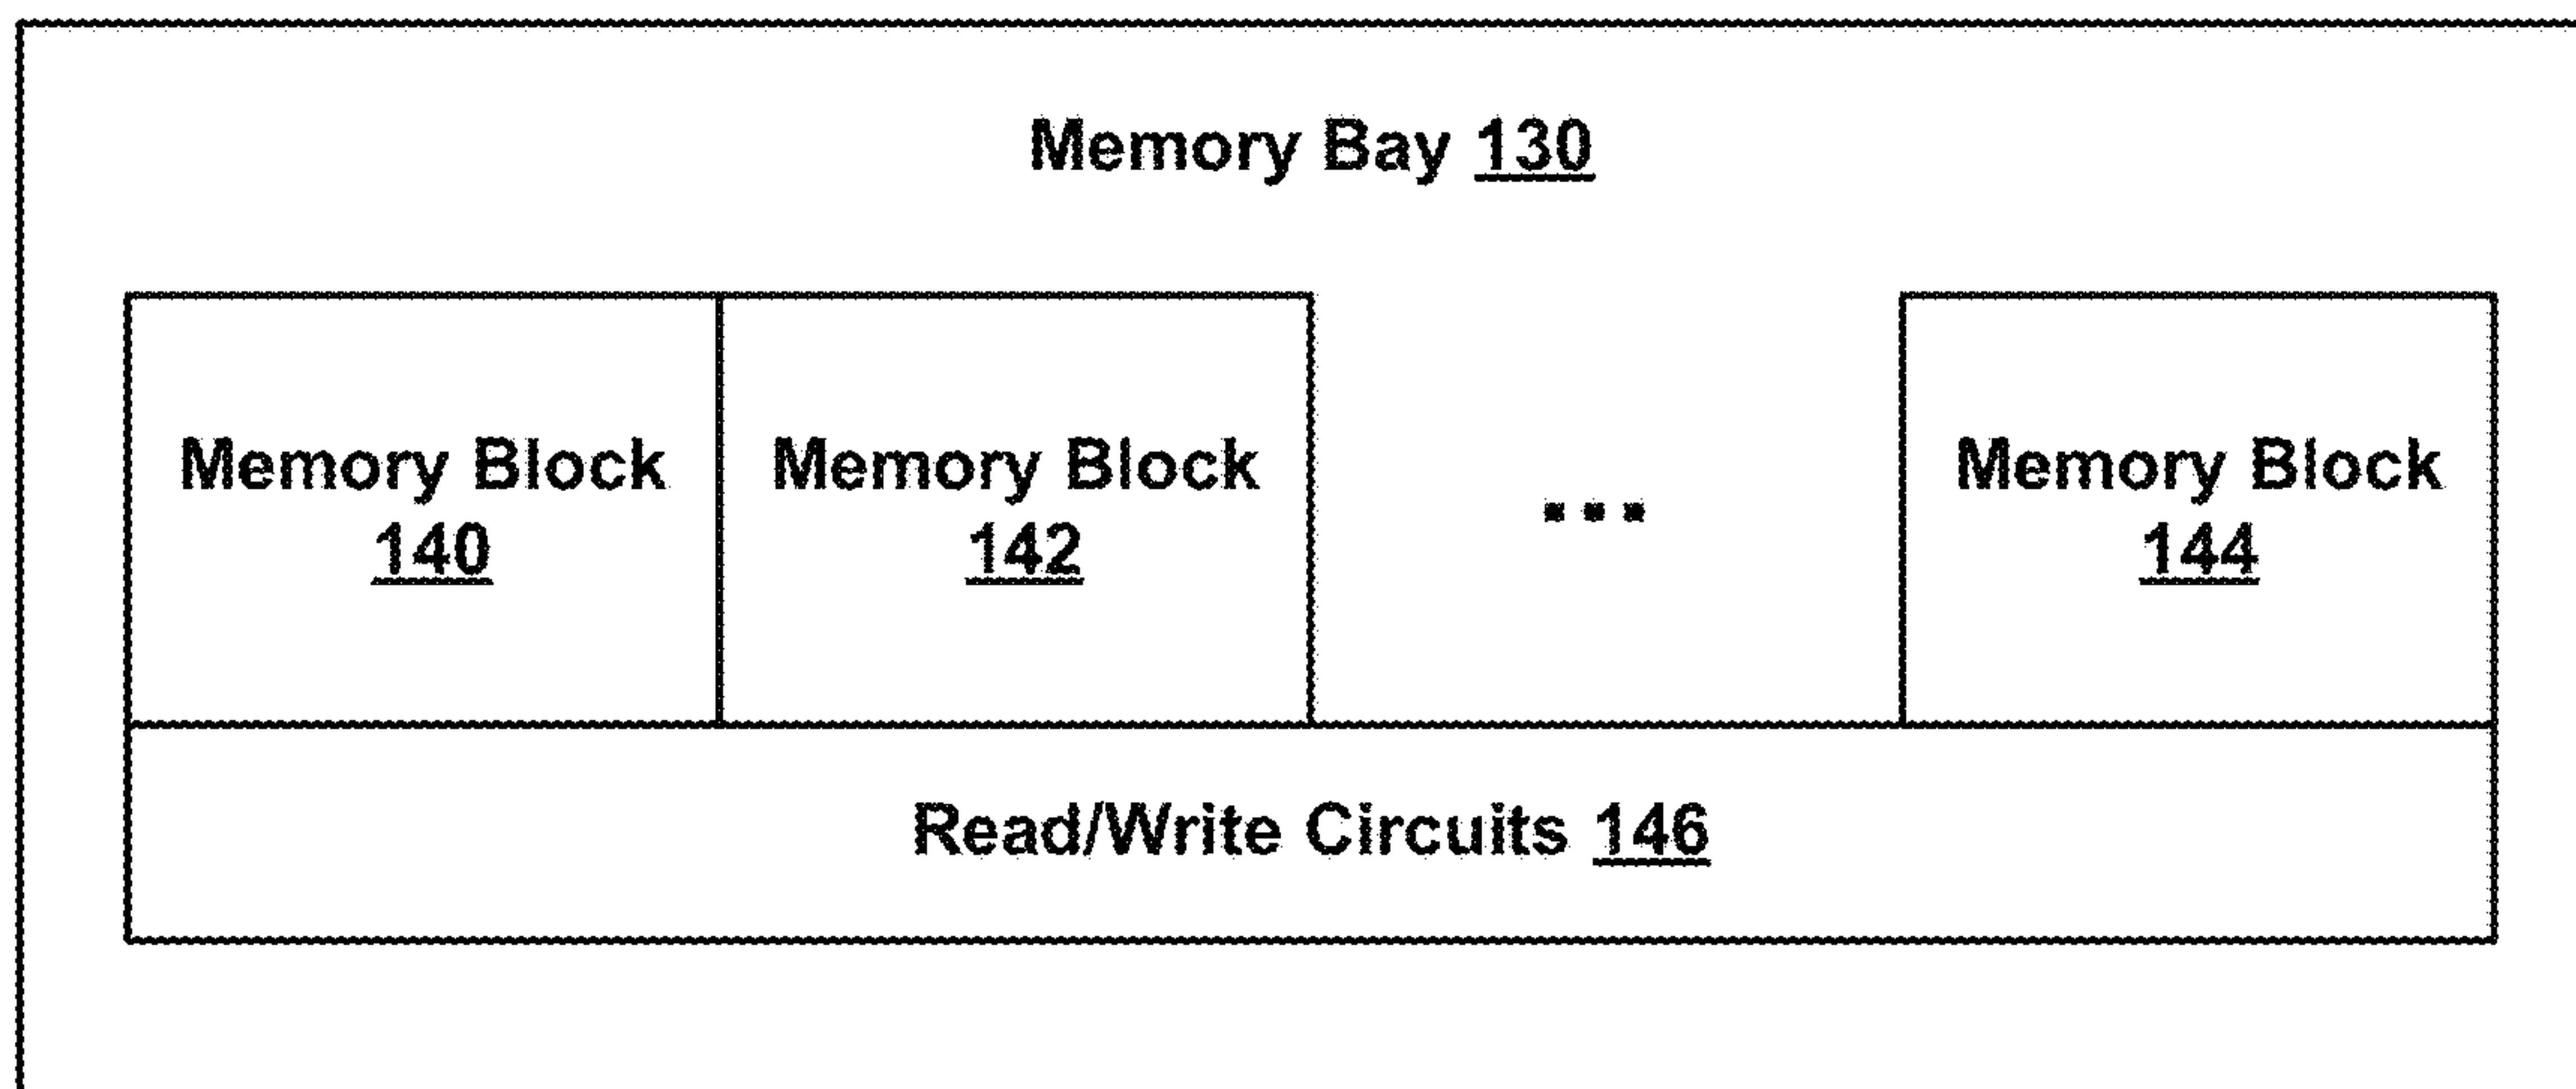 Memory Bay 130
Memory Block
140
Memory Block
142
...
Memory Block
144
Read/Write Circuits 146